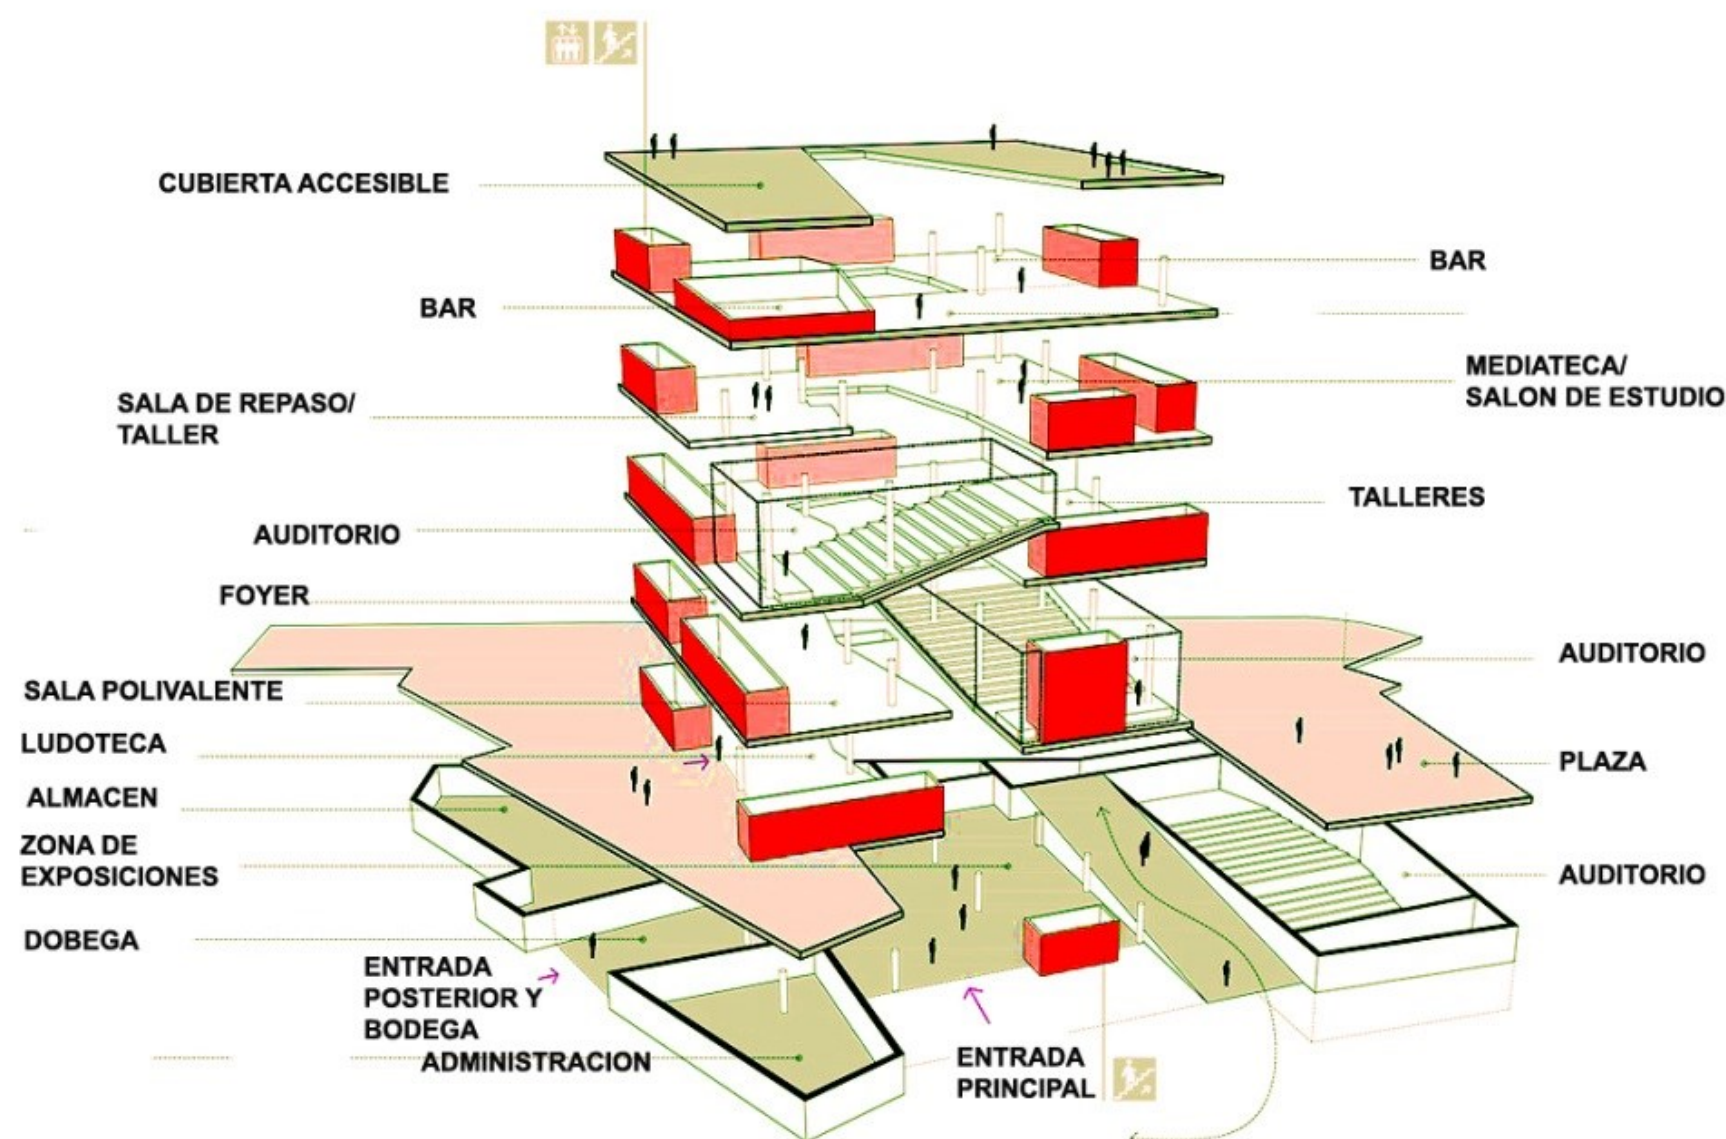 CUBIERTA ACCESIBLE
BAR
BAR
MEDIATECA/
SALON DE ESTUDIO
SALA DE REPASO/
TALLER
TALLERES
AUDITORIO
FOYER
AUDITORIO
SALA POLIVALENTE
LUDOTECA
PLAZA
ALMACEN
ZONA DE
EXPOSICIONES
AUDITORIO
DOBEGA
ENTRADA
POSTERIOR Y
BODEGA
ADMINISTRACION
ENTRADA
PRINCIPAL